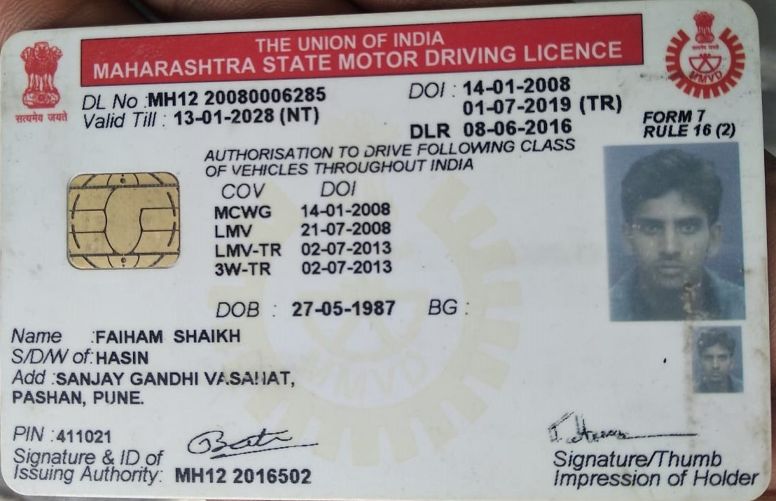 THE UNION OF INDIA
MAHARASHTRA STATE MOTOR DRIVING LICENCE
सत्यमेव जयते
MMVD
DL No : MH12 20080006285 DOI : 14-01-2008
Valid Till : 13-01-2028 (NT) 01-07-2019 (TR)
DLR 08-06-2016
FORM 7
RULE 16 (2)
AUTHORISATION TO DRIVE FOLLOWING CLASS
OF VEHICLES THROUGHOUT INDIA
COV DOI
MCWG 14-01-2008
LMV 21-07-2008
LMV-TR 02-07-2013
3W-TR 02-07-2013
DOB : 27-05-1987 BG :
MMVD
Name : FAIHAM SHAIKH
S/D/W of : HASIN
Add : SANJAY GANDHI VASAHAT,
PASHAN, PUNE.
PIN : 411021
Signature & ID of
Issuing Authority: MH12 2016502
Signature/Thumb
Impression of Holder